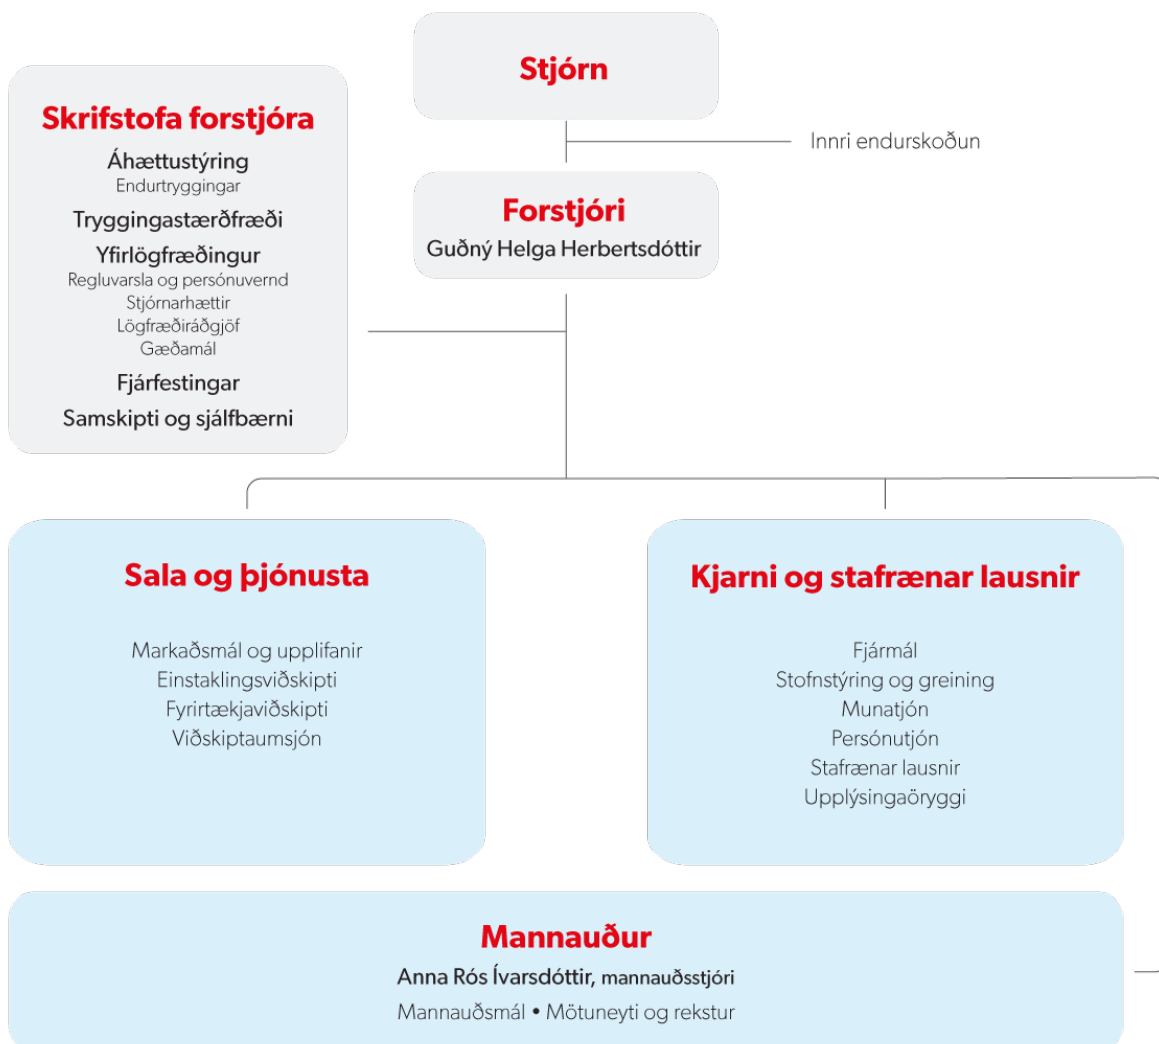 Stjórn
Innri endurskoðun
Forstjóri
Guðný Helga Herbertsdóttir
Skrifstofa forstjóra
Áhættustýring
Endurtryggingar
Tryggingastærðfræði
Yfirlögfræðingur
Regluvarsla og persónuvernd
Stjórnarhættir
Lögfræðiráðgjöf
Gæðamál
Fjárfestingar
Samskipti og sjálfbærni
Sala og þjónusta
Markaðsmál og upplifanir
Einstaklingsviðskipti
Fyrirtækjaviðskipti
Viðskiptaumsjón
Kjarni og stafrænar lausnir
Fjármál
Stofnstýring og greining
Munatjón
Persónutjón
Stafrænar lausnir
Upplýsingaöryggi
Mannauður
Anna Rós Ívarsdóttir, mannauðsstjóri
Mannauðsmál • Mötuneyti og rekstur